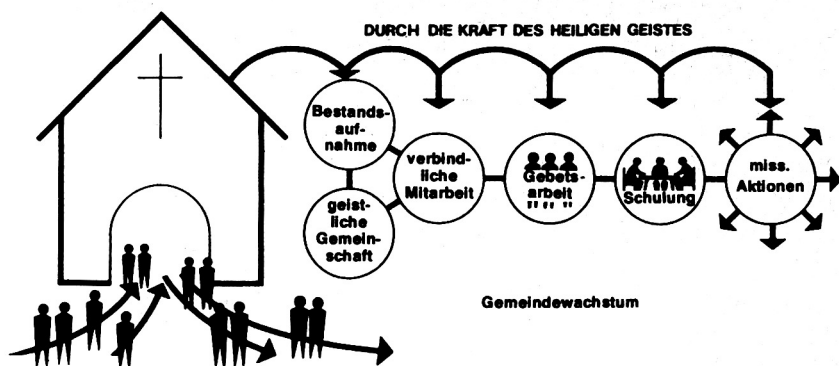 DURCH DIE KRAFT DES HEILIGEN GEISTES
Bestands-
auf-
nahme
geist-
liche
Gemein-
schaft
verbind-
liche
Mitarbeit
Gebets-
arbeit
Schulung
miss.
Aktionen
Gemeindewachstum